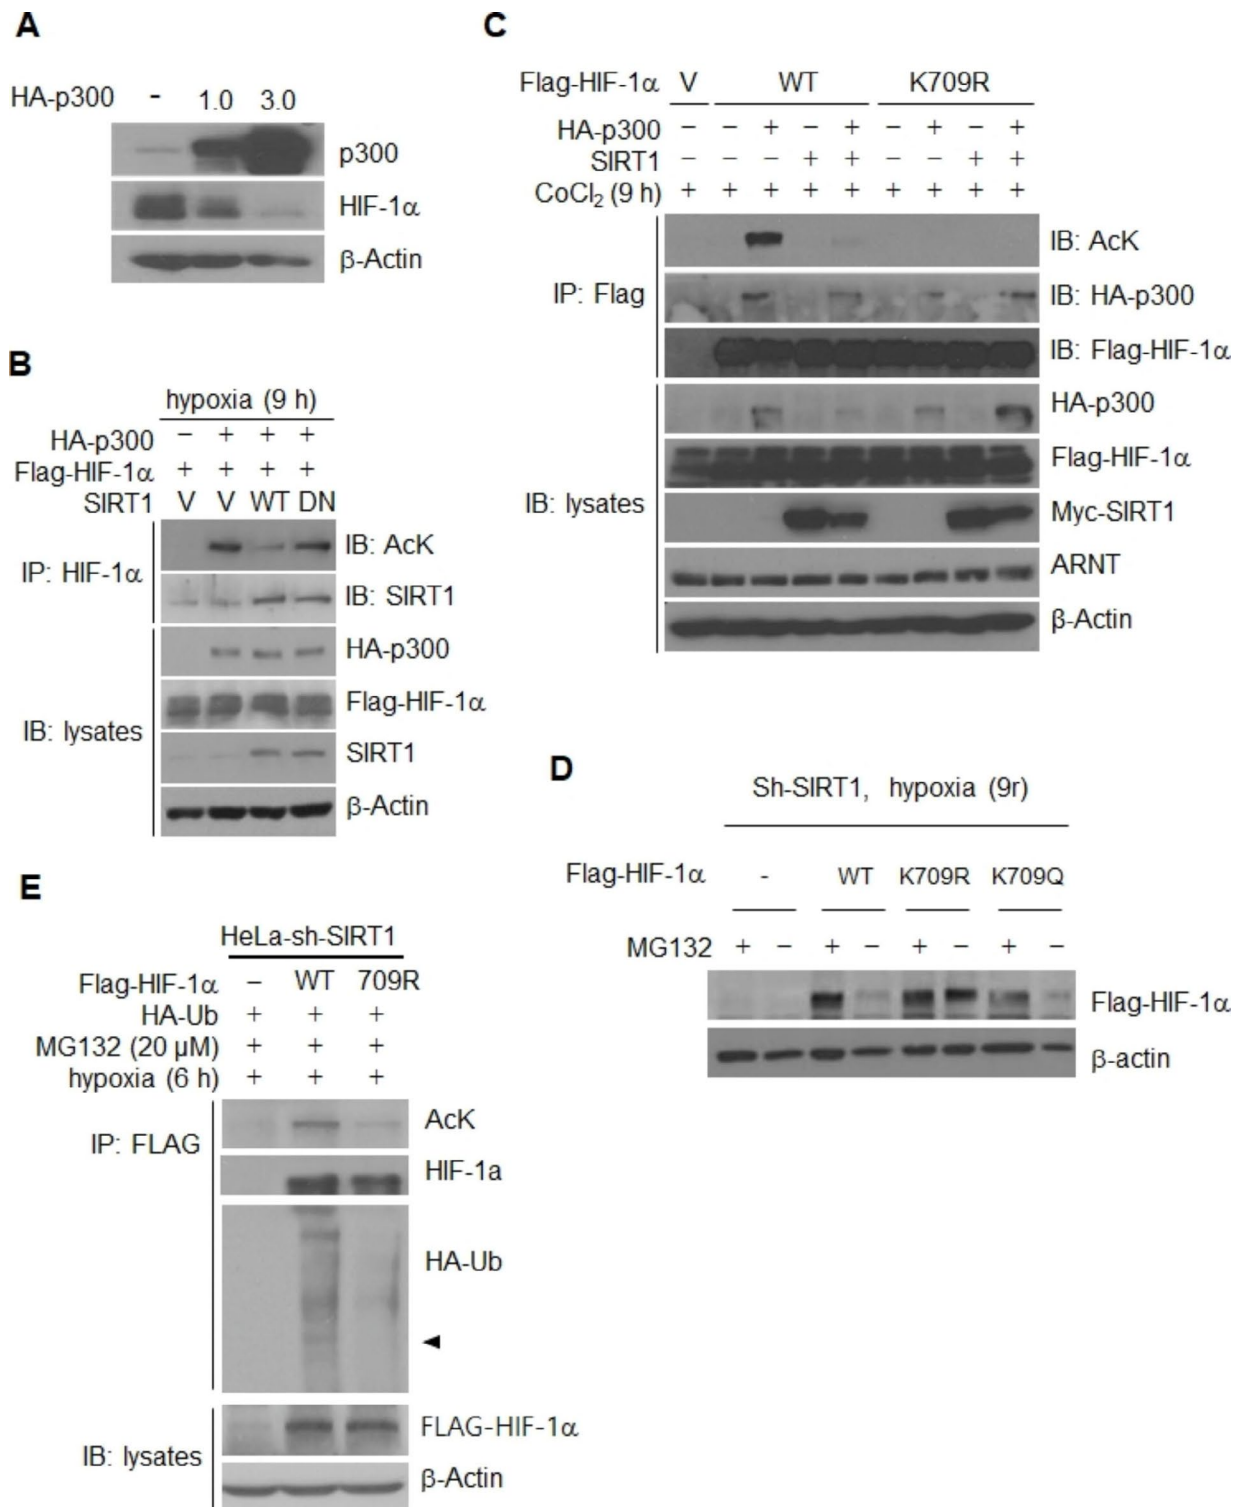 A
HA-p300 - 1.0 3.0
p300
HIF-1α
β-Actin
B
hypoxia (9 h)
HA-p300 − + + +
Flag-HIF-1α + + + +
SIRT1 V V WT DN
IP: HIF-1α
IB: AcK
IB: SIRT1
IB: lysates
HA-p300
Flag-HIF-1α
SIRT1
β-Actin
C
Flag-HIF-1α V WT K709R
HA-p300 − − + − + − + − +
SIRT1 − − − + + − − + +
CoCl₂ (9 h) + + + + + + + + +
IP: Flag
IB: AcK
IB: HA-p300
IB: Flag-HIF-1α
IB: lysates
HA-p300
Flag-HIF-1α
Myc-SIRT1
ARNT
β-Actin
D
Sh-SIRT1, hypoxia (9r)
Flag-HIF-1α - WT K709R K709Q
MG132 + − + − + − + −
Flag-HIF-1α
β-actin
E
HeLa-sh-SIRT1
Flag-HIF-1α − WT 709R
HA-Ub + + +
MG132 (20 µM) + + +
hypoxia (6 h) + + +
IP: FLAG
AcK
HIF-1a
HA-Ub
IB: lysates
FLAG-HIF-1α
β-Actin